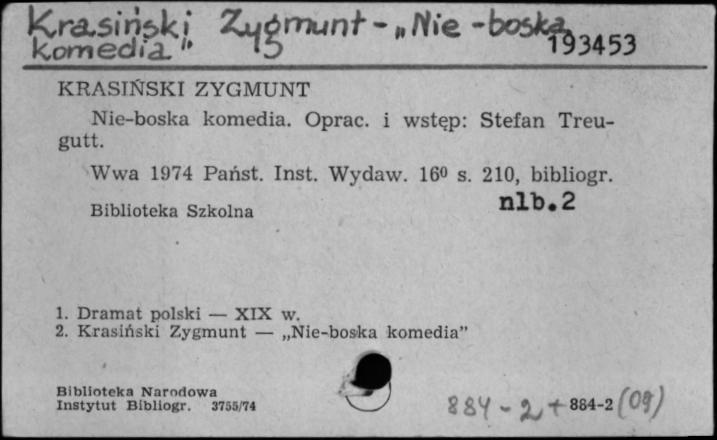 Krasiński Zygmunt - „Nie-boska
komedia"
193453
KRASIŃSKI ZYGMUNT
Nie-boska komedia. Oprac. i wstęp: Stefan Treu-
gutt.
Wwa 1974 Państ. Inst. Wydaw. 16⁰ s. 210, bibliogr.
nlb.2
Biblioteka Szkolna
1. Dramat polski — XIX w.
2. Krasiński Zygmunt — „Nie-boska komedia”
Biblioteka Narodowa
Instytut Bibliogr. 3755/74
884-2 + 884-2 (09)